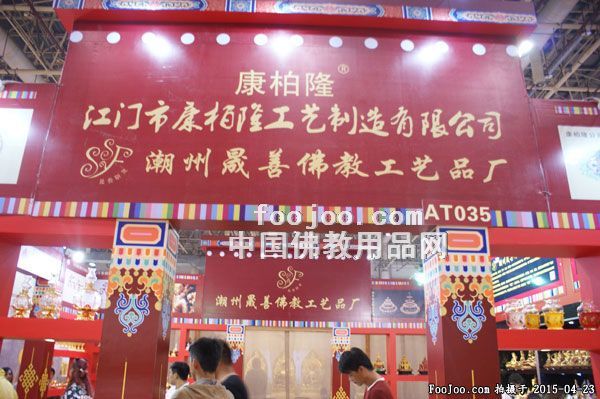 康柏隆®
江门市康栢隆工艺制造有限公司
潮州晟善佛教工艺品厂
AT035
foojoo.com
中国佛教用品网
潮州晟善佛教工艺品厂
FooJoo.com 拍摄于 2015-04-23